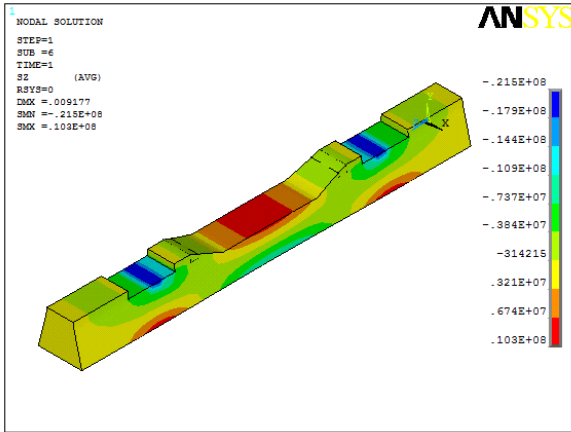 1
NODAL SOLUTION
ANSYS
STEP=1
SUB =6
TIME=1
SZ (AVG)
RSYS=0
DMX =.009177
SMN =-.215E+08
SMX =.103E+08
-.215E+08
-.179E+08
-.144E+08
-.109E+08
-.737E+07
-.384E+07
-314215
.321E+07
.674E+07
.103E+08
Y
X